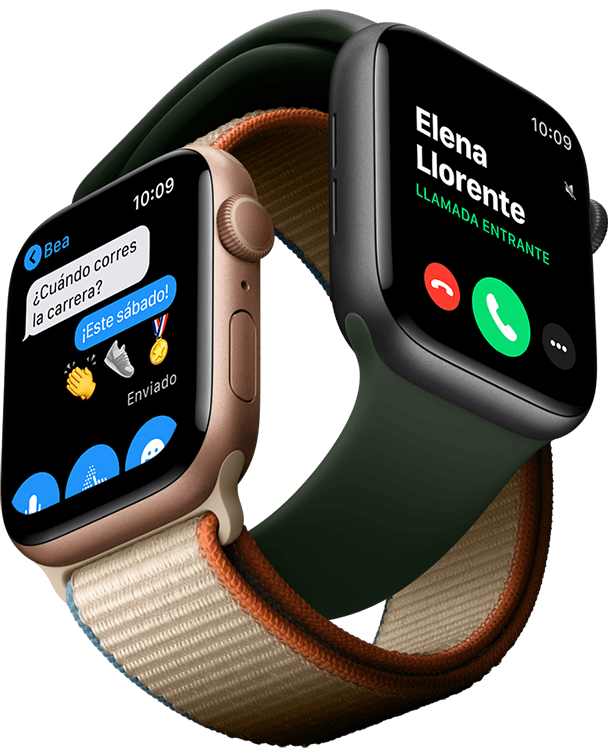 10:09
Bea
¿Cuándo corres
la carrera?
¡Este sábado!
Enviado
10:09
Elena
Llorente
LLAMADA ENTRANTE